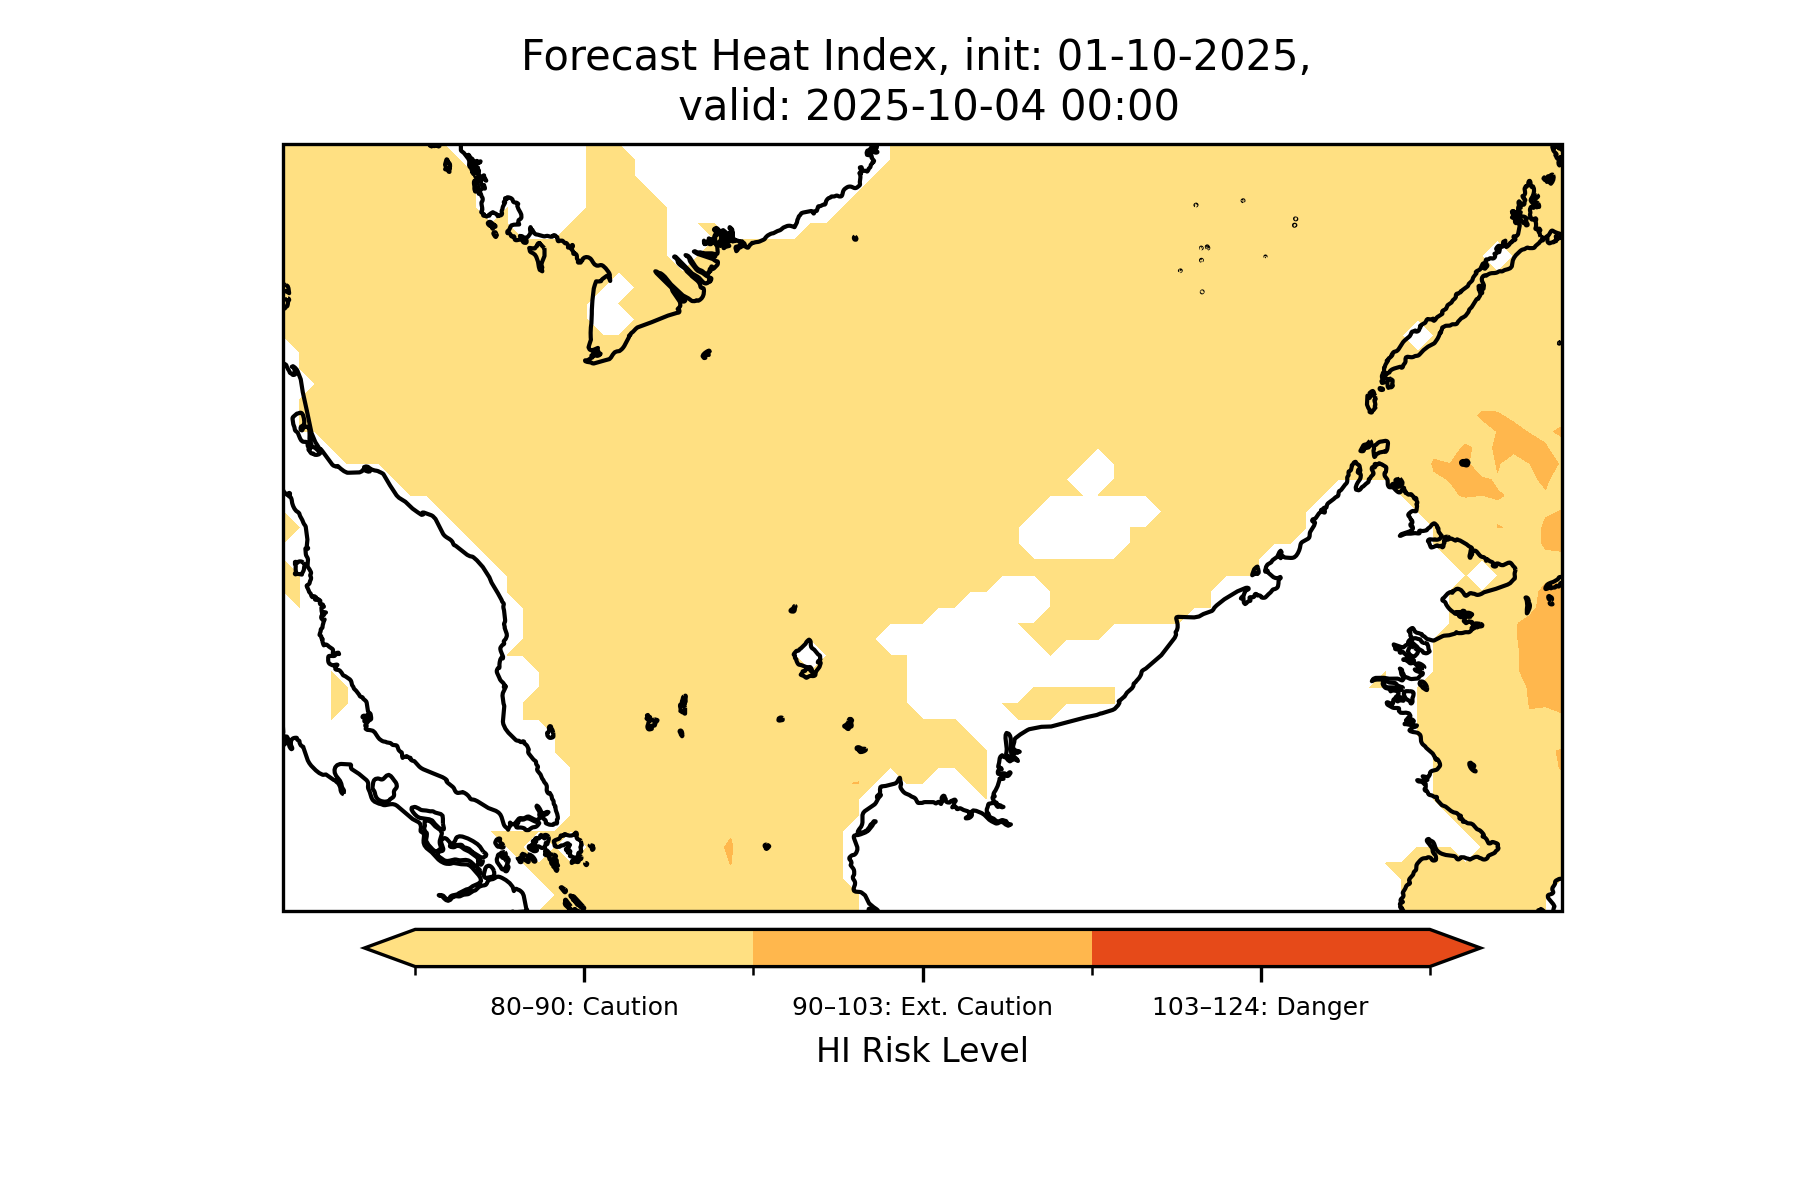 Forecast Heat Index, init: 01-10-2025,
valid: 2025-10-04 00:00
80–90: Caution
90–103: Ext. Caution
103–124: Danger
HI Risk Level